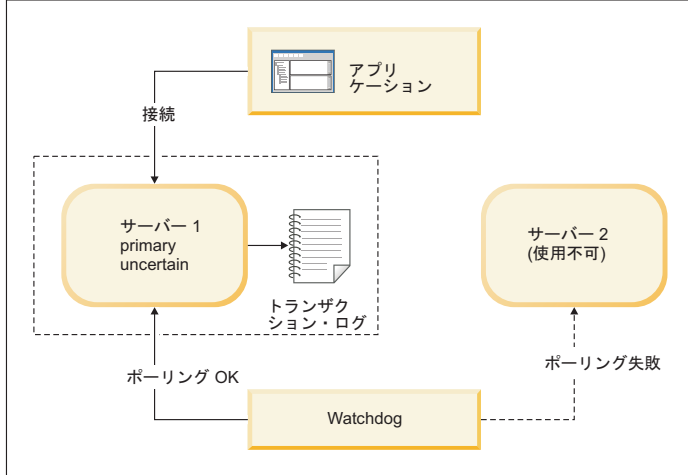 アプリ
ケーション
接続
サーバー 1
primary
uncertain
トランザク
ション・ログ
サーバー 2
(使用不可)
ポーリング OK
ポーリング失敗
Watchdog